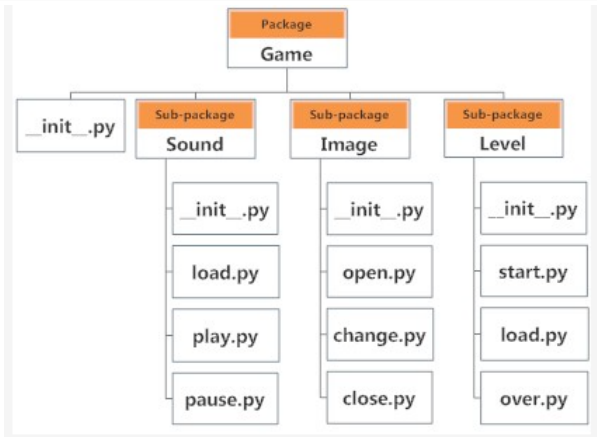 Package
Game
__init__.py
Sub-package
Sound
__init__.py
load.py
play.py
pause.py
Sub-package
Image
__init__.py
open.py
change.py
close.py
Sub-package
Level
__init__.py
start.py
load.py
over.py